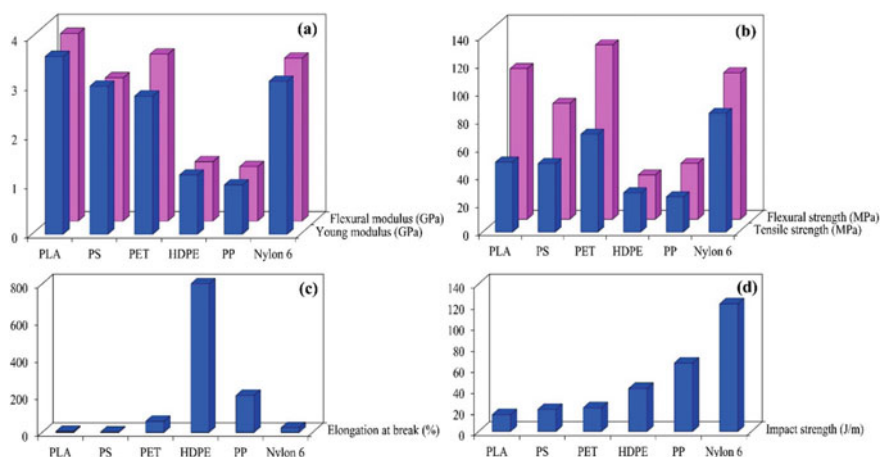 (a)
4
3
2
1
0
Flexural modulus (GPa)
Young modulus (GPa)
PLA PS PET HDPE PP Nylon 6
(b)
140
120
100
80
60
40
20
0
Flexural strength (MPa)
Tensile strength (MPa)
PLA PS PET HDPE PP Nylon 6
(c)
800
600
400
200
0
Elongation at break (%)
PLA PS PET HDPE PP Nylon 6
(d)
140
120
100
80
60
40
20
0
Impact strength (J/m)
PLA PS PET HDPE PP Nylon 6